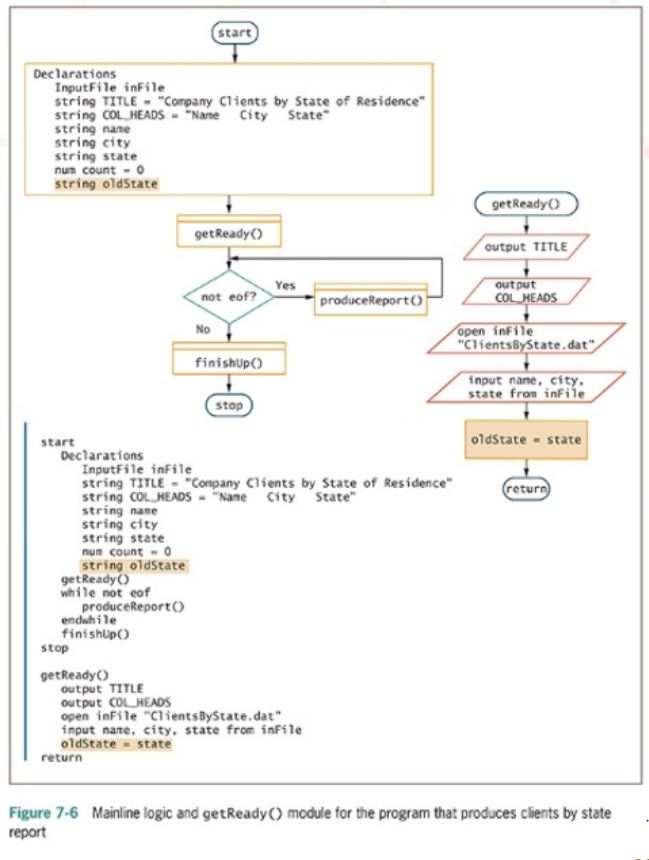 start
Declarations
InputFile inFile
string TITLE = "Company Clients by State of Residence"
string COL_HEADS = "Name City State"
string name
string city
string state
num count = 0
string oldState
getReady()
not eof?
Yes
produceReport()
No
finishUp()
stop
getReady()
output TITLE
output
COL_HEADS
open inFile
"ClientsByState.dat"
input name, city,
state from inFile
oldState = state
return
start
Declarations
InputFile inFile
string TITLE = "Company Clients by State of Residence"
string COL_HEADS = "Name City State"
string name
string city
string state
num count = 0
string oldState
getReady()
while not eof
produceReport()
endwhile
finishUp()
stop
getReady()
output TITLE
output COL_HEADS
open inFile "ClientsByState.dat"
input name, city, state from inFile
oldState = state
return
Figure 7-6 Mainline logic and getReady() module for the program that produces clients by state
report